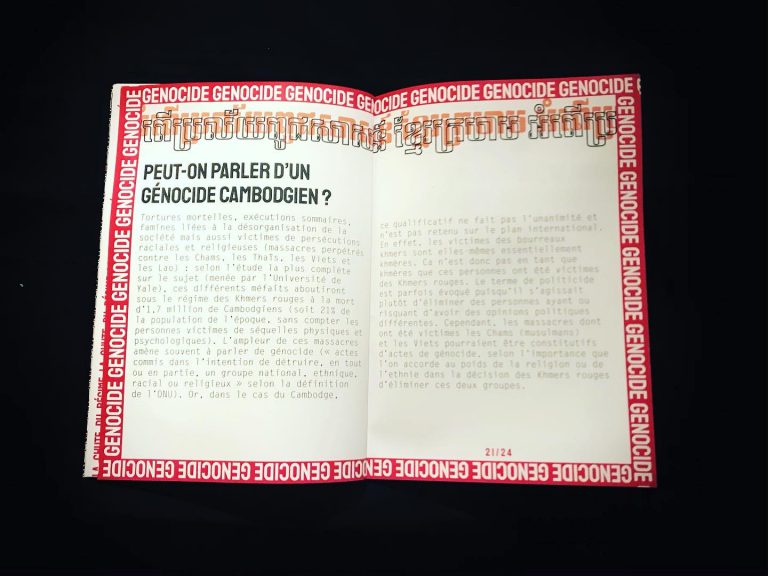 GENOCIDE GENOCIDE GENOCIDE GENOCIDE GENOCIDE GENOCIDE
ខ្មែរក្រហម
PEUT-ON PARLER D'UN
GÉNOCIDE CAMBODGIEN ?
Tortures mortelles, exécutions sommaires,
famines liées à la désorganisation de la
société mais aussi victimes de persécutions
raciales et religieuses (massacres perpétrés
contre les Chams, les Thaïs, les Viets et
les Lao) : selon l'étude la plus complète
sur le sujet (menée par l'Université de
Yale), ces différents méfaits aboutiront
sous le régime des Khmers rouges à la mort
d'1,7 million de Cambodgiens (soit 21% de
la population de l'époque, sans compter les
personnes victimes de séquelles physiques et
psychologiques). L'ampleur de ces massacres
amène souvent à parler de génocide (« actes
commis dans l'intention de détruire, en tout
ou en partie, un groupe national, ethnique,
racial ou religieux » selon la définition
de l'ONU). Or, dans le cas du Cambodge,
ce qualificatif ne fait pas l'unanimité et
n'est pas retenu sur le plan international.
En effet, les victimes des bourreaux
khmers sont elles-mêmes essentiellement
khmères. Ca n'est donc pas en tant que
khmères que ces personnes ont été victimes
des Khmers rouges. Le terme de politicide
est parfois évoqué puisqu'il s'agissait
plutôt d'éliminer des personnes ayant ou
risquant d'avoir des opinions politiques
différentes. Cependant, les massacres dont
ont été victimes les Chams (musulmans)
et les Viets pourraient être constitutifs
d'actes de génocide, selon l'importance que
l'on accorde au poids de la religion ou de
l'ethnie dans la décision des Khmers rouges
d'éliminer ces deux groupes.
21/24
GENOCIDE GENOCIDE GENOCIDE GENOCIDE
GENOCIDE GENOCIDE GENOCIDE GENOCIDE
GENOCIDE GENOCIDE GENOCIDE GENOCIDE GENOCIDE GENOCIDE
LA CHUTE DU RÉGIME LA CHUTE DU RÉGIME